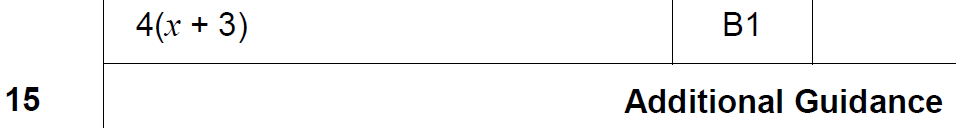 4(x + 3) B1
15 Additional Guidance